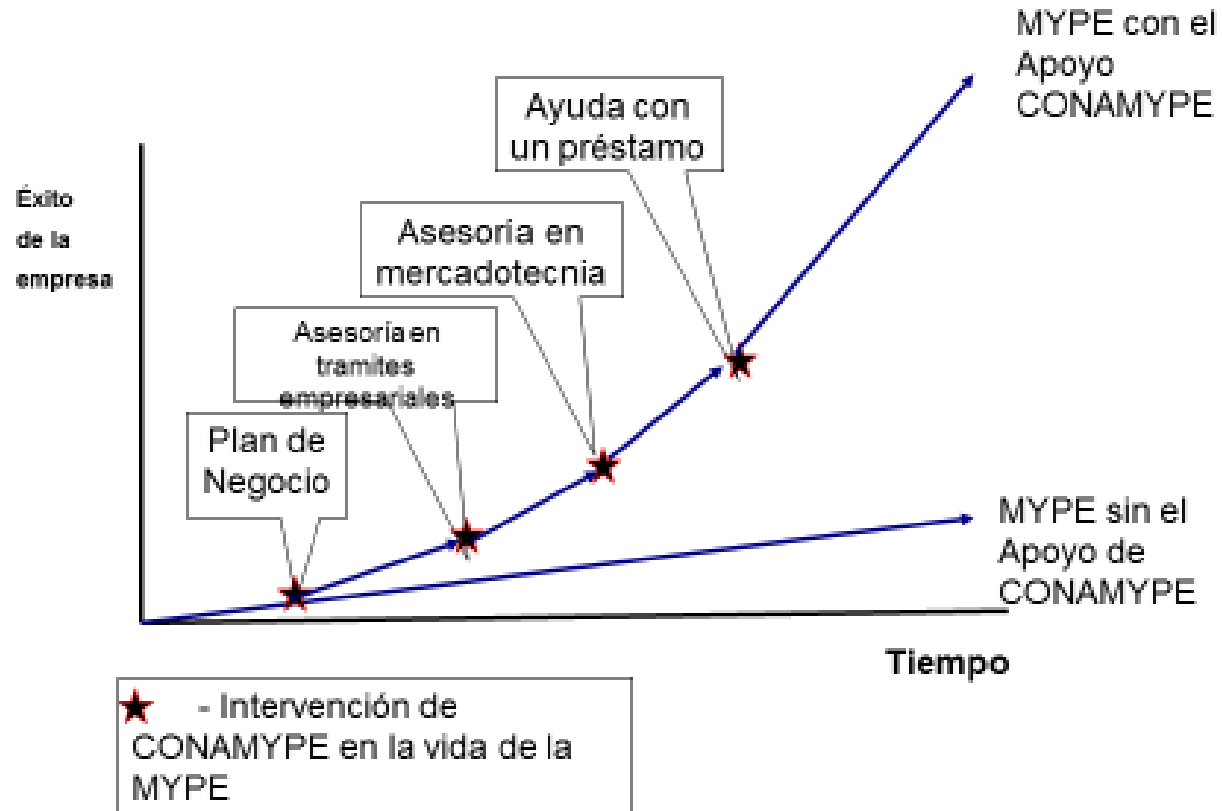 MYPE con el
Apoyo
CONAMYPE
Ayuda con
un préstamo
Éxito
de la
empresa
Asesoria en
mercadotecnia
Asesoria en
tramites
empresariales
Plan de
Negocio
MYPE sin el
Apoyo de
CONAMYPE
Tiempo
- Intervención de
CONAMYPE en la vida de la
MYPE